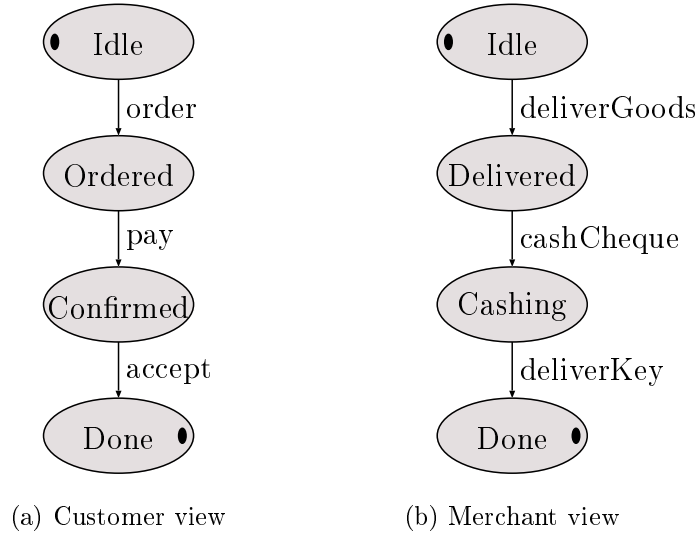 Idle
order
Ordered
pay
Confirmed
accept
Done
(a) Customer view
Idle
deliverGoods
Delivered
cashCheque
Cashing
deliverKey
Done
(b) Merchant view